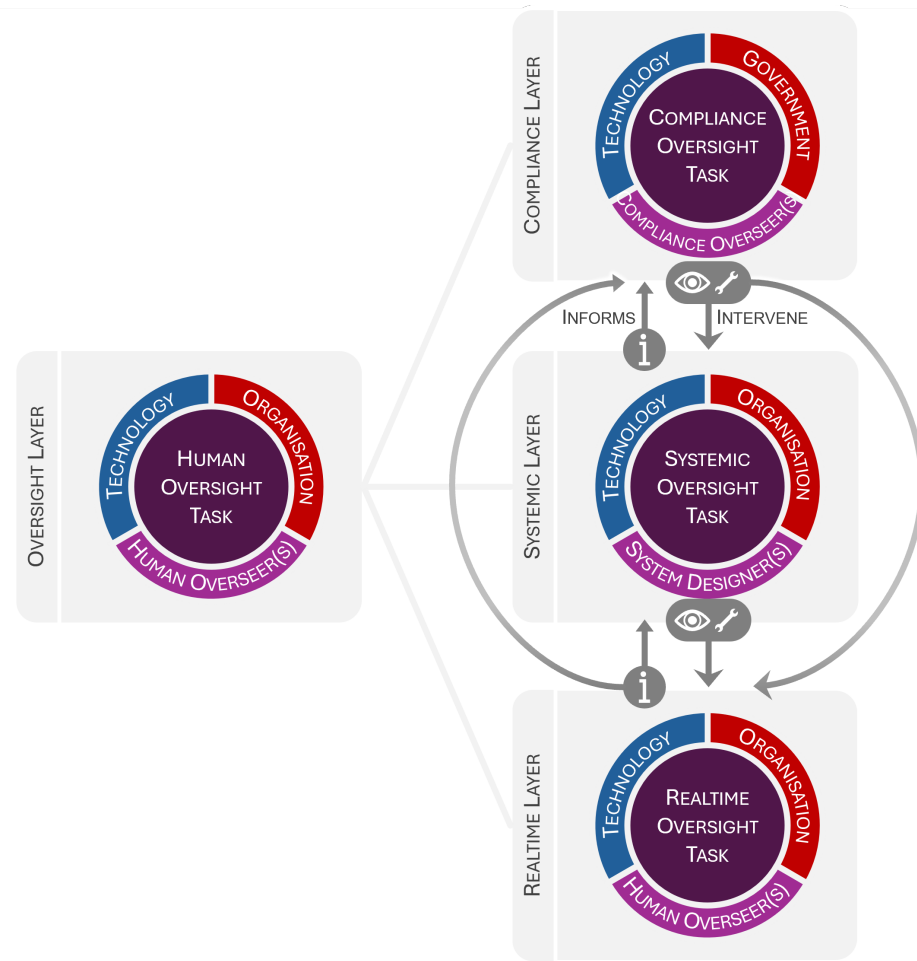 OVERSIGHT LAYER
TECHNOLOGY
ORGANISATION
HUMAN
OVERSIGHT
TASK
HUMAN OVERSEER(S)
COMPLIANCE LAYER
TECHNOLOGY
GOVERNMENT
COMPLIANCE
OVERSIGHT
TASK
COMPLIANCE OVERSEER(S)
INFORMS
INTERVENE
i
SYSTEMIC LAYER
TECHNOLOGY
ORGANISATION
SYSTEMIC
OVERSIGHT
TASK
SYSTEM DESIGNER(S)
i
REALTIME LAYER
TECHNOLOGY
ORGANISATION
REALTIME
OVERSIGHT
TASK
HUMAN OVERSEER(S)